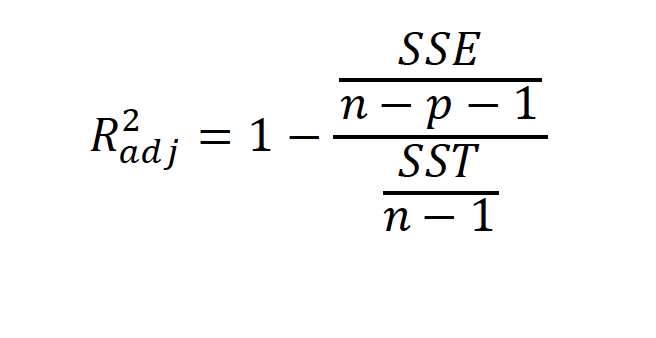 SSE
n − p − 1
R²adj = 1 −
SST
n − 1